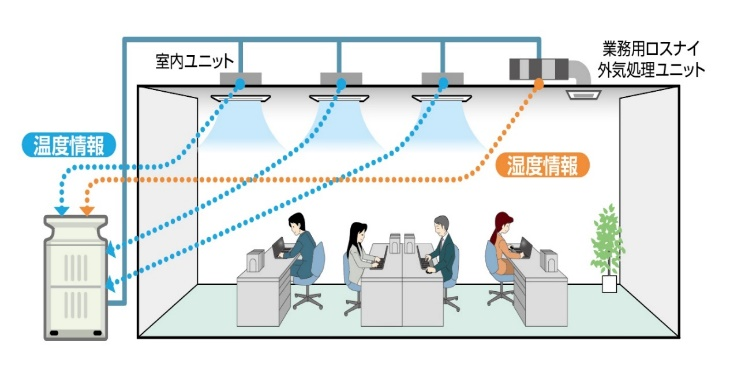 室内ユニット
業務用ロスナイ
外気処理ユニット
温度情報
湿度情報